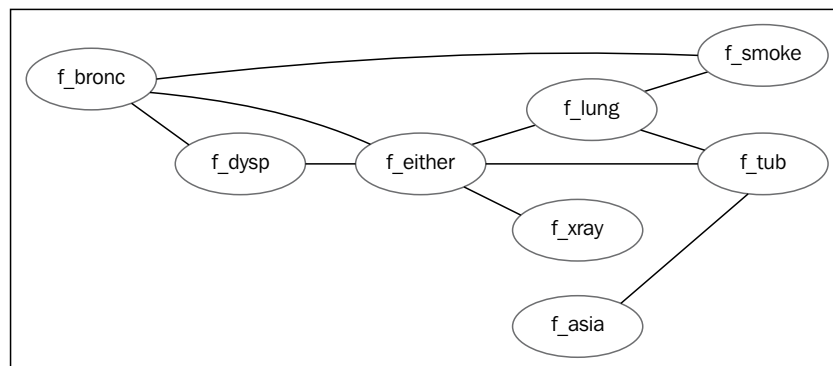 f_smoke
f_bronc
f_lung
f_dysp
f_either
f_tub
f_xray
f_asia